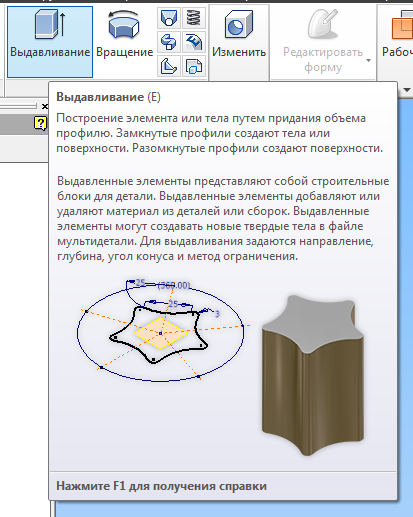 Выдавливание
Вращение
Изменить
Редактировать
форму
Рабоч
Выдавливание (E)
Построение элемента или тела путем придания объема
профилю. Замкнутые профили создают тела или
поверхности. Разомкнутые профили создают поверхности.
Выдавленные элементы представляют собой строительные
блоки для детали. Выдавленные элементы добавляют или
удаляют материал из деталей или сборок. Выдавленные
элементы могут создавать новые твердые тела в файле
мультидетали. Для выдавливания задаются направление,
глубина, угол конуса и метод ограничения.
25
(360.00)
25
3
Нажмите F1 для получения справки